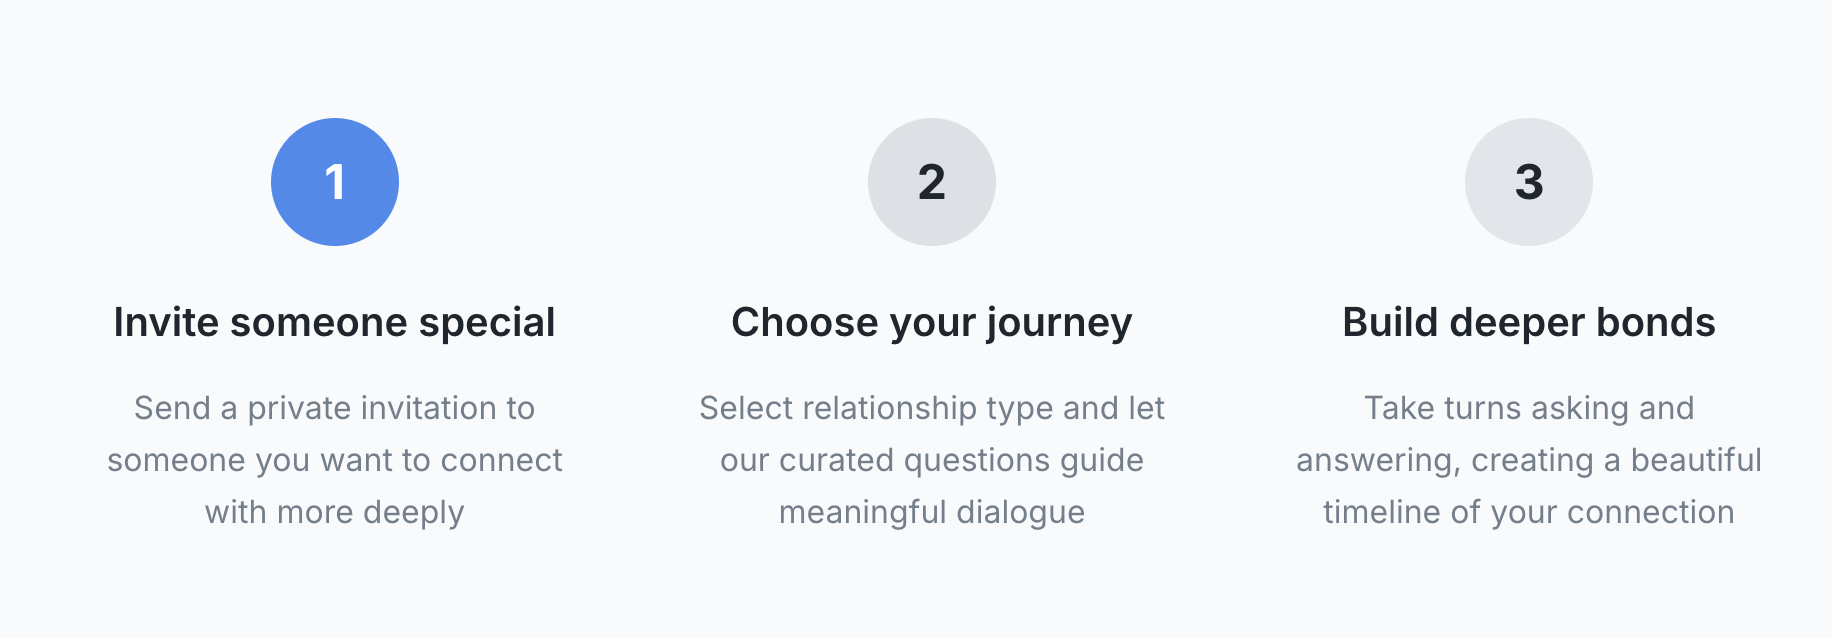 1
Invite someone special
Send a private invitation to
someone you want to connect
with more deeply
2
Choose your journey
Select relationship type and let
our curated questions guide
meaningful dialogue
3
Build deeper bonds
Take turns asking and
answering, creating a beautiful
timeline of your connection